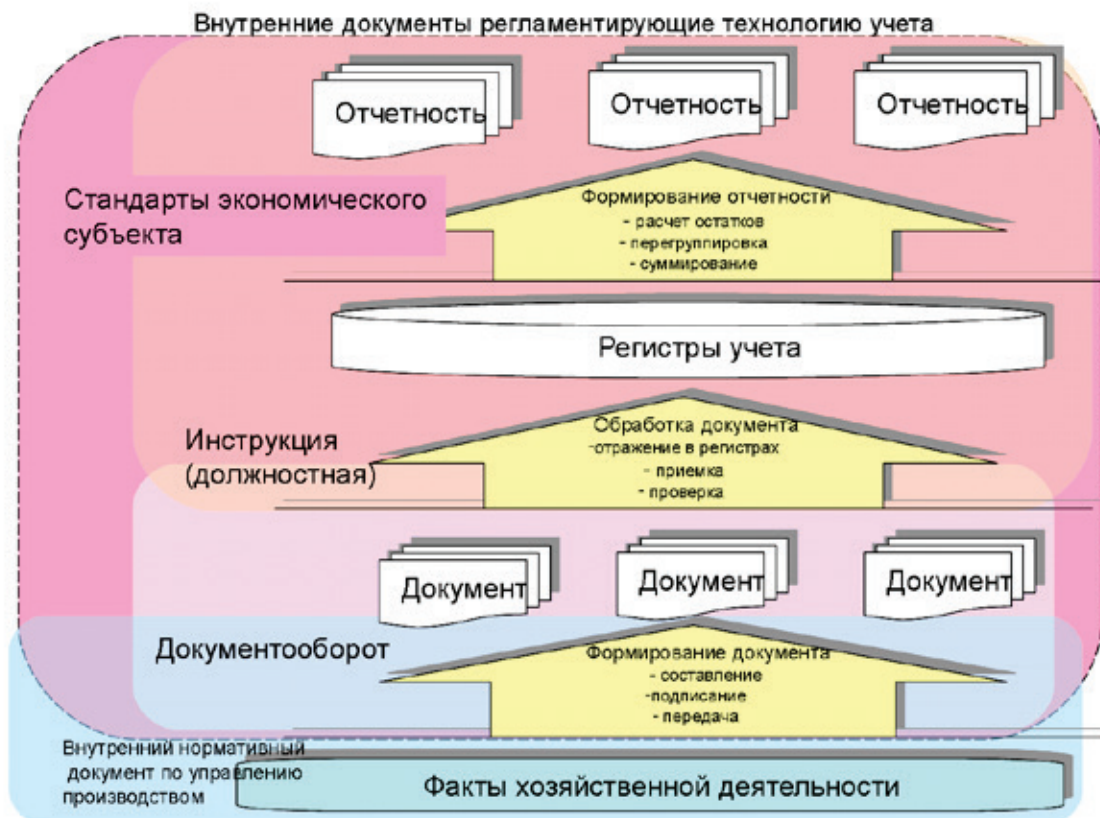 Внутренние документы регламентирующие технологию учета
Отчетность
Отчетность
Отчетность
Стандарты экономического
субъекта
Формирование отчетности
- расчет остатков
- перегруппировка
- суммирование
Регистры учета
Инструкция
(должностная)
Обработка документа
-отражение в регистрах
- приемка
- проверка
Документ
Документ
Документ
Документооборот
Формирование документа
- составление
-подписание
- передача
Внутренний нормативный
документ по управлению
производством
Факты хозяйственной деятельности